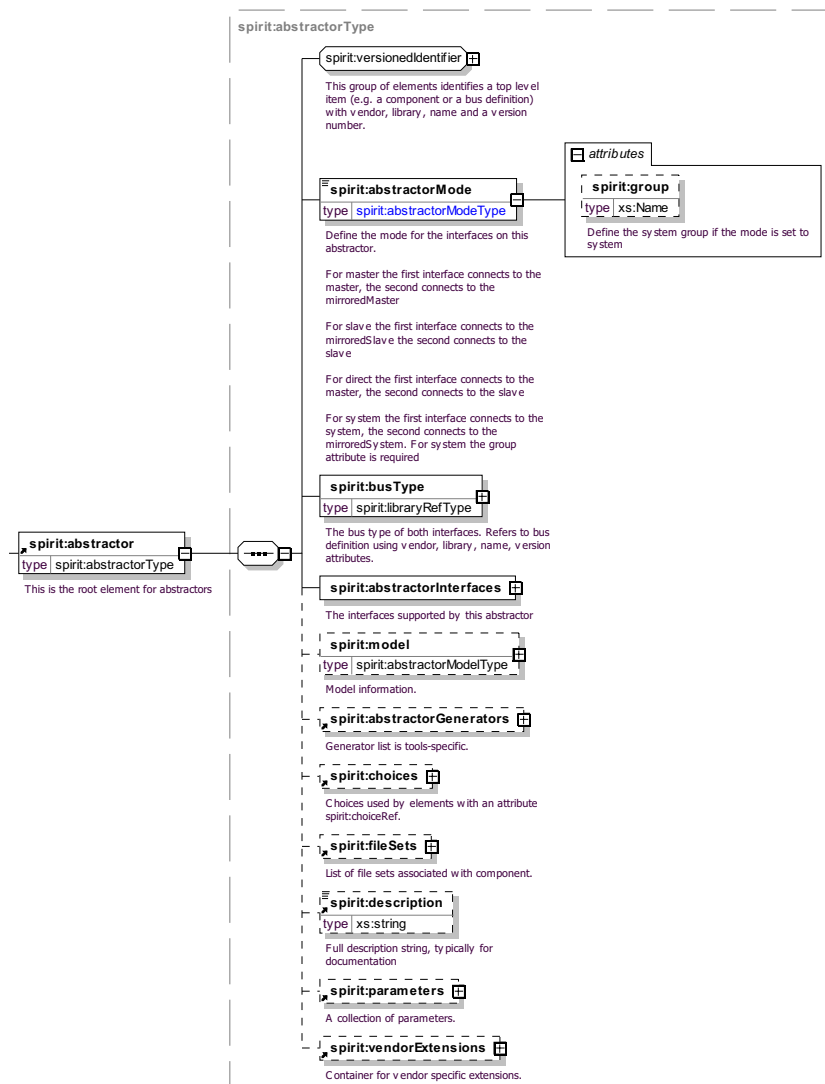 spirit:abstractorType
spirit:versionedIdentifier
This group of elements identifies a top level
item (e.g. a component or a bus definition)
with vendor, library, name and a version
number.
attributes
spirit:abstractorMode
type spirit:abstractorModeType
spirit:group
type xs:Name
Define the system group if the mode is set to
system
Define the mode for the interfaces on this
abstractor.
For master the first interface connects to the
master, the second connects to the
mirroredMaster
For slave the first interface connects to the
mirroredSlave the second connects to the
slave
For direct the first interface connects to the
master, the second connects to the slave
For system the first interface connects to the
system, the second connects to the
mirroredSystem. For system the group
attribute is required
spirit:busType
type spirit:libraryRefType
The bus type of both interfaces. Refers to bus
definition using vendor, library, name, version
attributes.
spirit:abstractor
type spirit:abstractorType
This is the root element for abstractors
spirit:abstractorInterfaces
The interfaces supported by this abstractor
spirit:model
type spirit:abstractorModelType
Model information.
spirit:abstractorGenerators
Generator list is tools-specific.
spirit:choices
Choices used by elements with an attribute
spirit:choiceRef.
spirit:fileSets
List of file sets associated with component.
spirit:description
type xs:string
Full description string, typically for
documentation
spirit:parameters
A collection of parameters.
spirit:vendorExtensions
Container for vendor specific extensions.